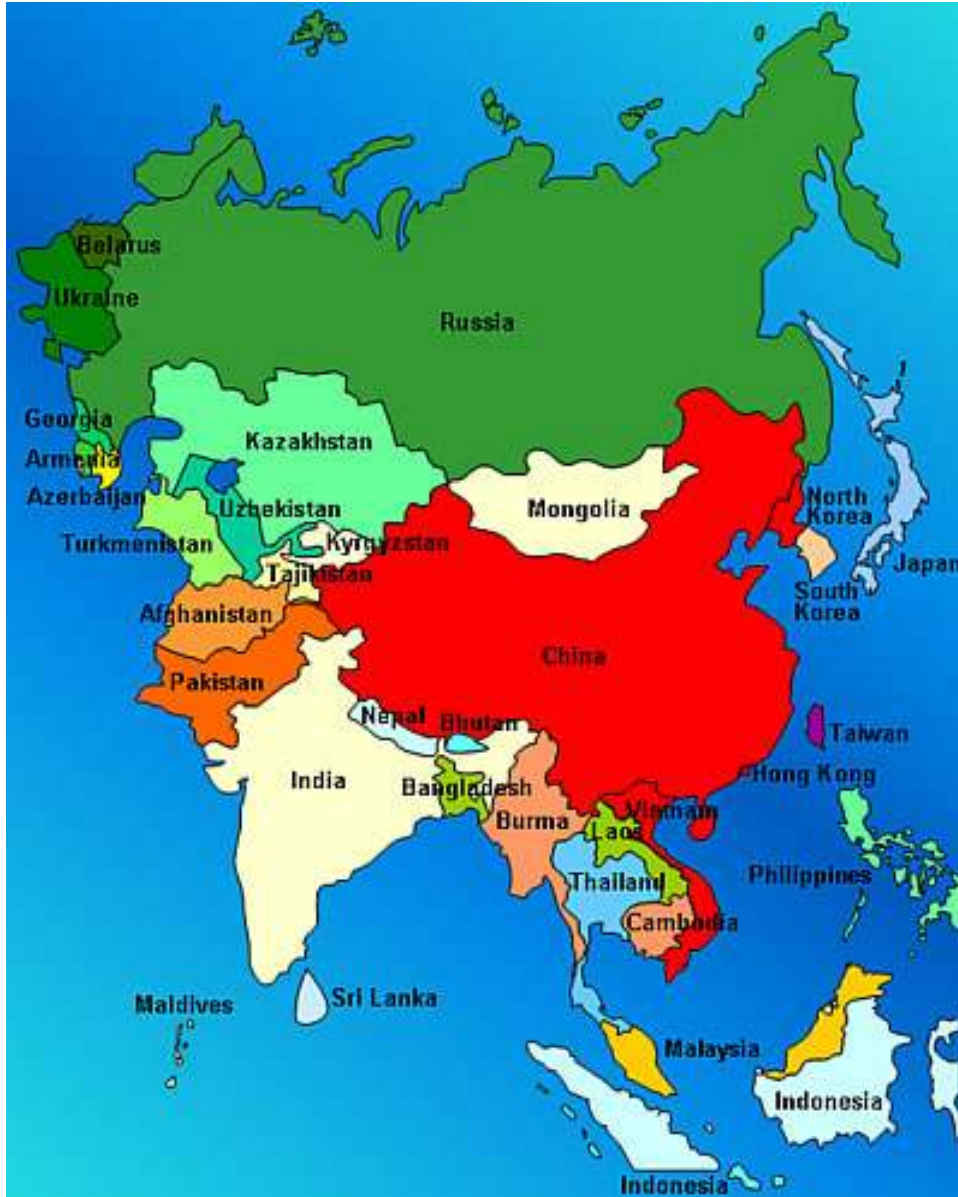 Belarus
Ukraine
Russia
Georgia
Kazakhstan
Armenia
Azerbaijan
Uzbekistan
Mongolia
North
Korea
Turkmenistan
Kyrgyzstan
Japan
Tajikistan
South
Korea
Afghanistan
China
Pakistan
Nepal
Bhutan
Taiwan
India
Bangladesh
Hong Kong
Burma
Laos
Vintnam
Thailand
Philippines
Cambodia
Maldives
Sri Lanka
Malaysia
Indonesia
Indonesia